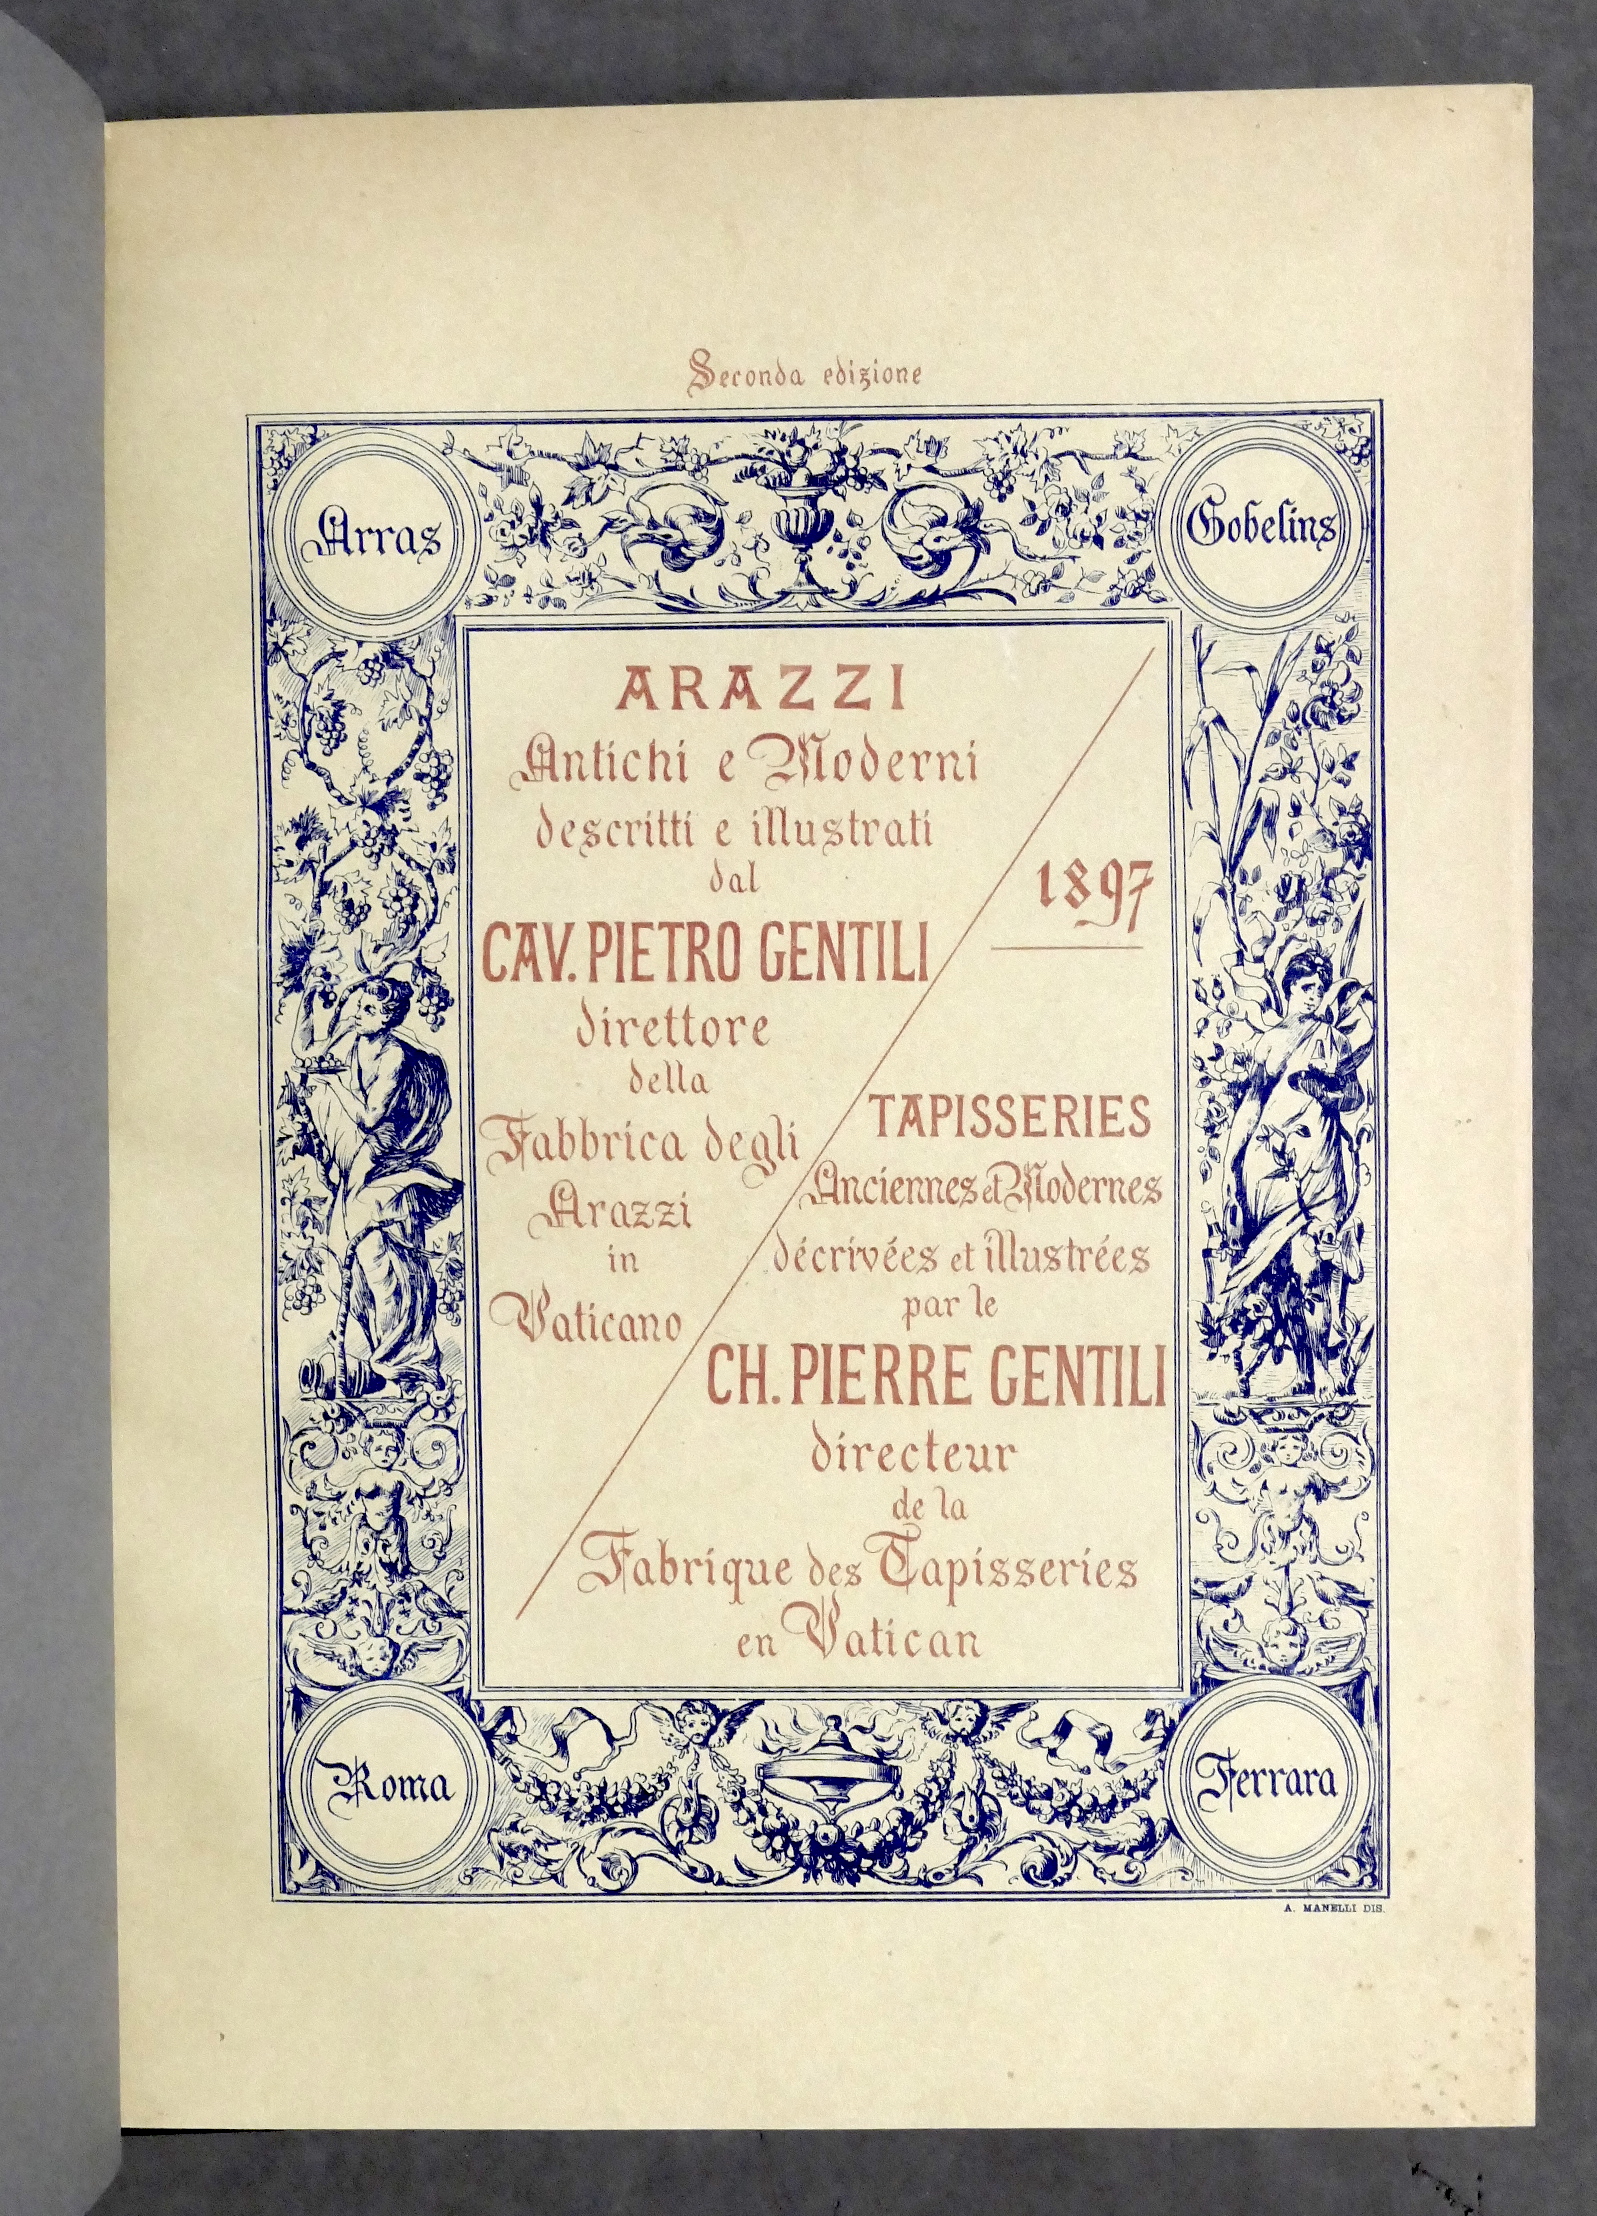 Seconda edizione
Arras
Gobelins
ARAZZI
Antichi e Moderni
descritti e illustrati
dal
CAV. PIETRO GENTILI
direttore
della
Fabbrica degli
Arazzi
in
Vaticano
1897
TAPISSERIES
Anciennes et Modernes
décrivées et illustrées
par le
CH. PIERRE GENTILI
directeur
de la
Fabrique des Tapisseries
en Vatican
Roma
Ferrara
A. MANELLI DIS.